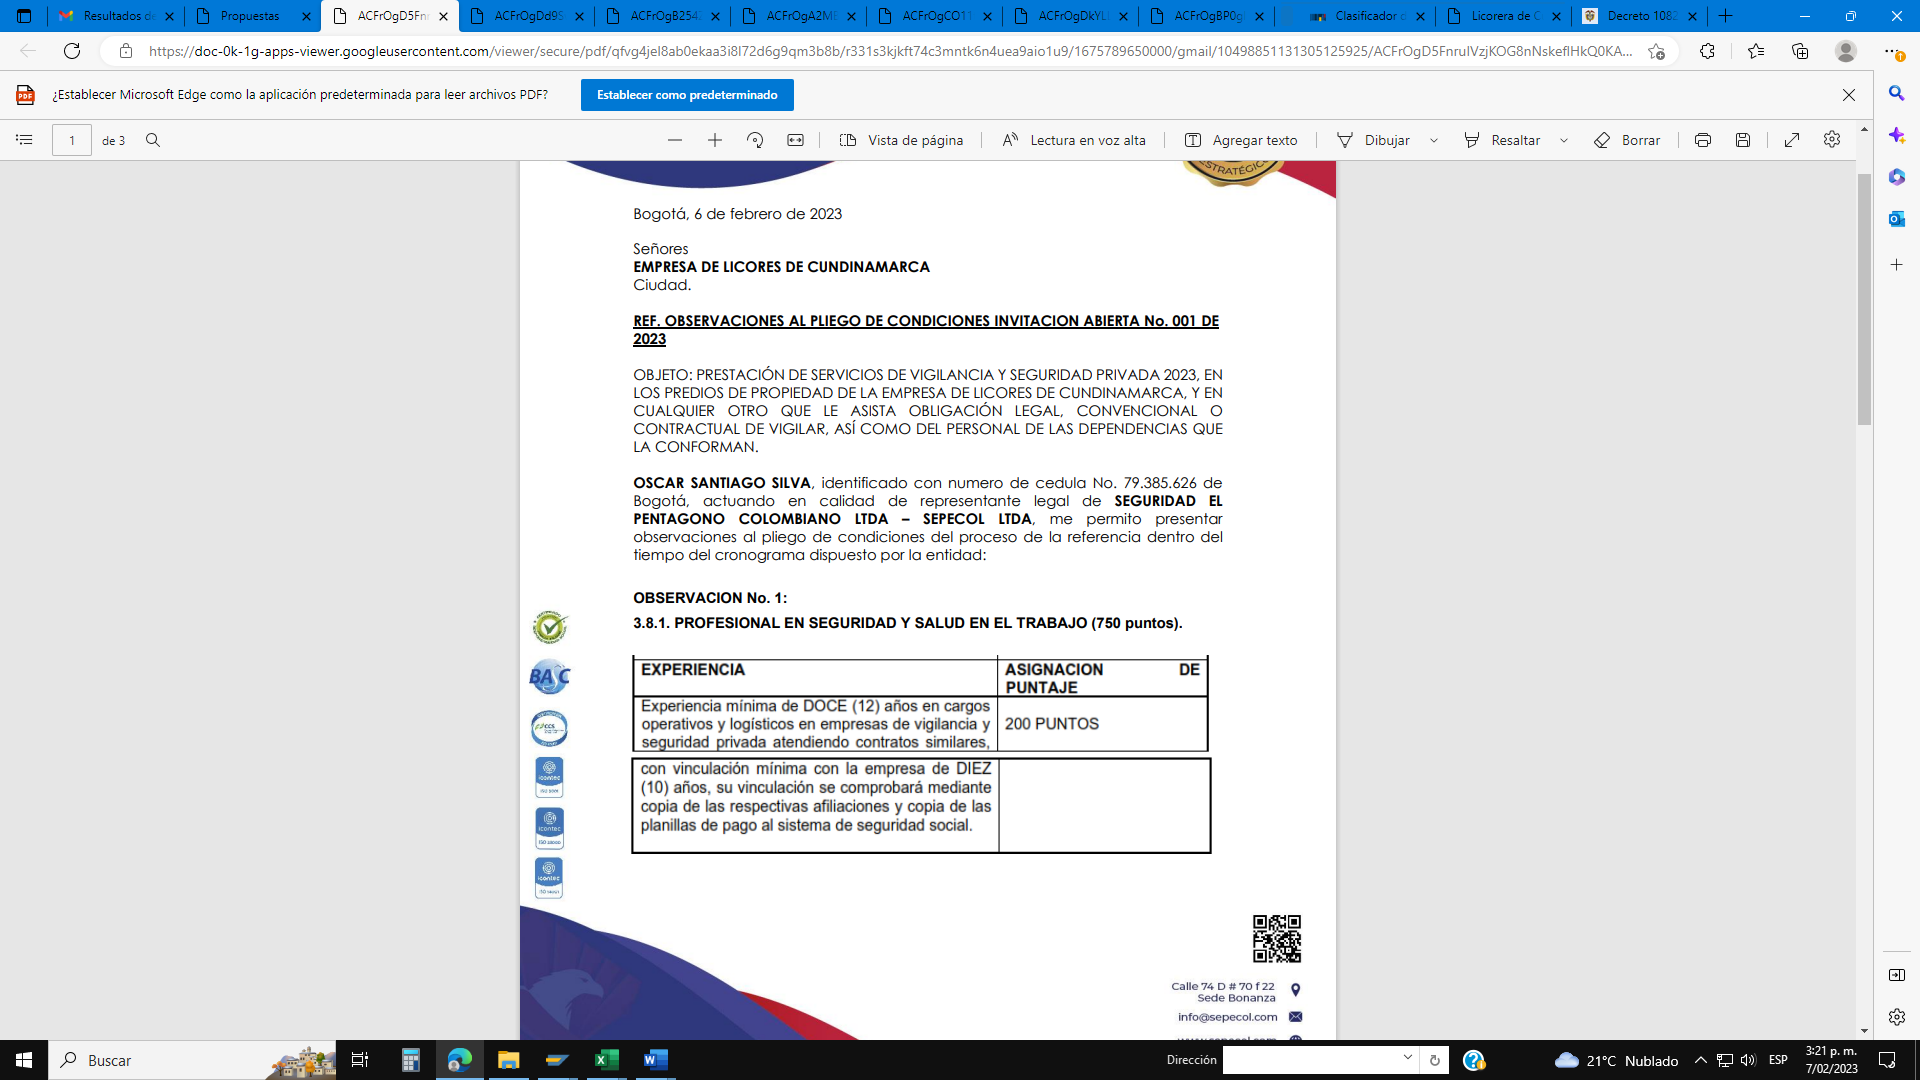 Resultados de
Propuestas
ACFrOgD5Fnr
ACFrOgDd9S
ACFrOgB254
ACFrOgA2M
ACFrOgCO11
ACFrOgDkYL
ACFrOgBP0g
Clasificador d
Licorera de C
Decreto 1082
https://doc-0k-1g-apps-viewer.googleusercontent.com/viewer/secure/pdf/
¿Establecer Microsoft Edge como la aplicación predeterminada para leer archivos PDF?
Establecer como predeterminado
1 de 3
Vista de página
Lectura en voz alta
Agregar texto
Dibujar
Resaltar
Borrar
ESTRATÉGICO
Bogotá, 6 de febrero de 2023
Señores
EMPRESA DE LICORES DE CUNDINAMARCA
Ciudad.
REF. OBSERVACIONES AL PLIEGO DE CONDICIONES INVITACION ABIERTA No. 001 DE
2023
OBJETO: PRESTACIÓN DE SERVICIOS DE VIGILANCIA Y SEGURIDAD PRIVADA 2023, EN
LOS PREDIOS DE PROPIEDAD DE LA EMPRESA DE LICORES DE CUNDINAMARCA, Y EN
CUALQUIER OTRO QUE LE ASISTA OBLIGACIÓN LEGAL, CONVENCIONAL O
CONTRACTUAL DE VIGILAR, ASÍ COMO DEL PERSONAL DE LAS DEPENDENCIAS QUE
LA CONFORMAN.
OSCAR SANTIAGO SILVA, identificado con numero de cedula No. 79.385.626 de
Bogotá, actuando en calidad de representante legal de SEGURIDAD EL
PENTAGONO COLOMBIANO LTDA – SEPECOL LTDA, me permito presentar
observaciones al pliego de condiciones del proceso de la referencia dentro del
tiempo del cronograma dispuesto por la entidad:
OBSERVACION No. 1:
3.8.1. PROFESIONAL EN SEGURIDAD Y SALUD EN EL TRABAJO (750 puntos).
BASC
CCS
icontec
icontec
icontec
EXPERIENCIA
ASIGNACION DE
PUNTAJE
Experiencia mínima de DOCE (12) años en cargos
operativos y logísticos en empresas de vigilancia y
seguridad privada atendiendo contratos similares,
200 PUNTOS
con vinculación mínima con la empresa de DIEZ
(10) años, su vinculación se comprobará mediante
copia de las respectivas afiliaciones y copia de las
planillas de pago al sistema de seguridad social.
Calle 74 D # 70 f 22
Sede Bonanza
info@sepecol.com
www.sepecol.com
Buscar
Dirección
21°C Nublado
ESP
3:21 p. m.
7/02/2023